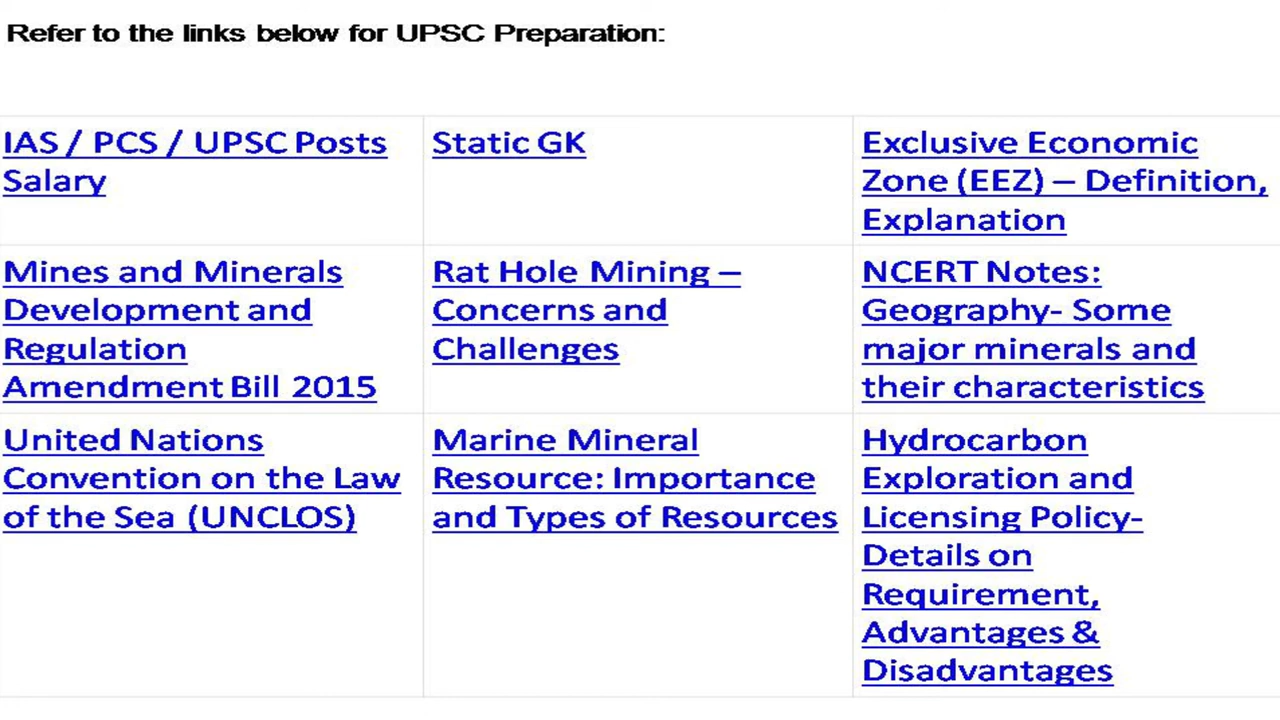 Refer to the links below for UPSC Preparation:
IAS / PCS / UPSC Posts
Salary
Static GK
Exclusive Economic
Zone (EEZ) – Definition,
Explanation
Mines and Minerals
Development and
Regulation
Amendment Bill 2015
Rat Hole Mining –
Concerns and
Challenges
NCERT Notes:
Geography- Some
major minerals and
their characteristics
United Nations
Convention on the Law
of the Sea (UNCLOS)
Marine Mineral
Resource: Importance
and Types of Resources
Hydrocarbon
Exploration and
Licensing Policy-
Details on
Requirement,
Advantages &
Disadvantages